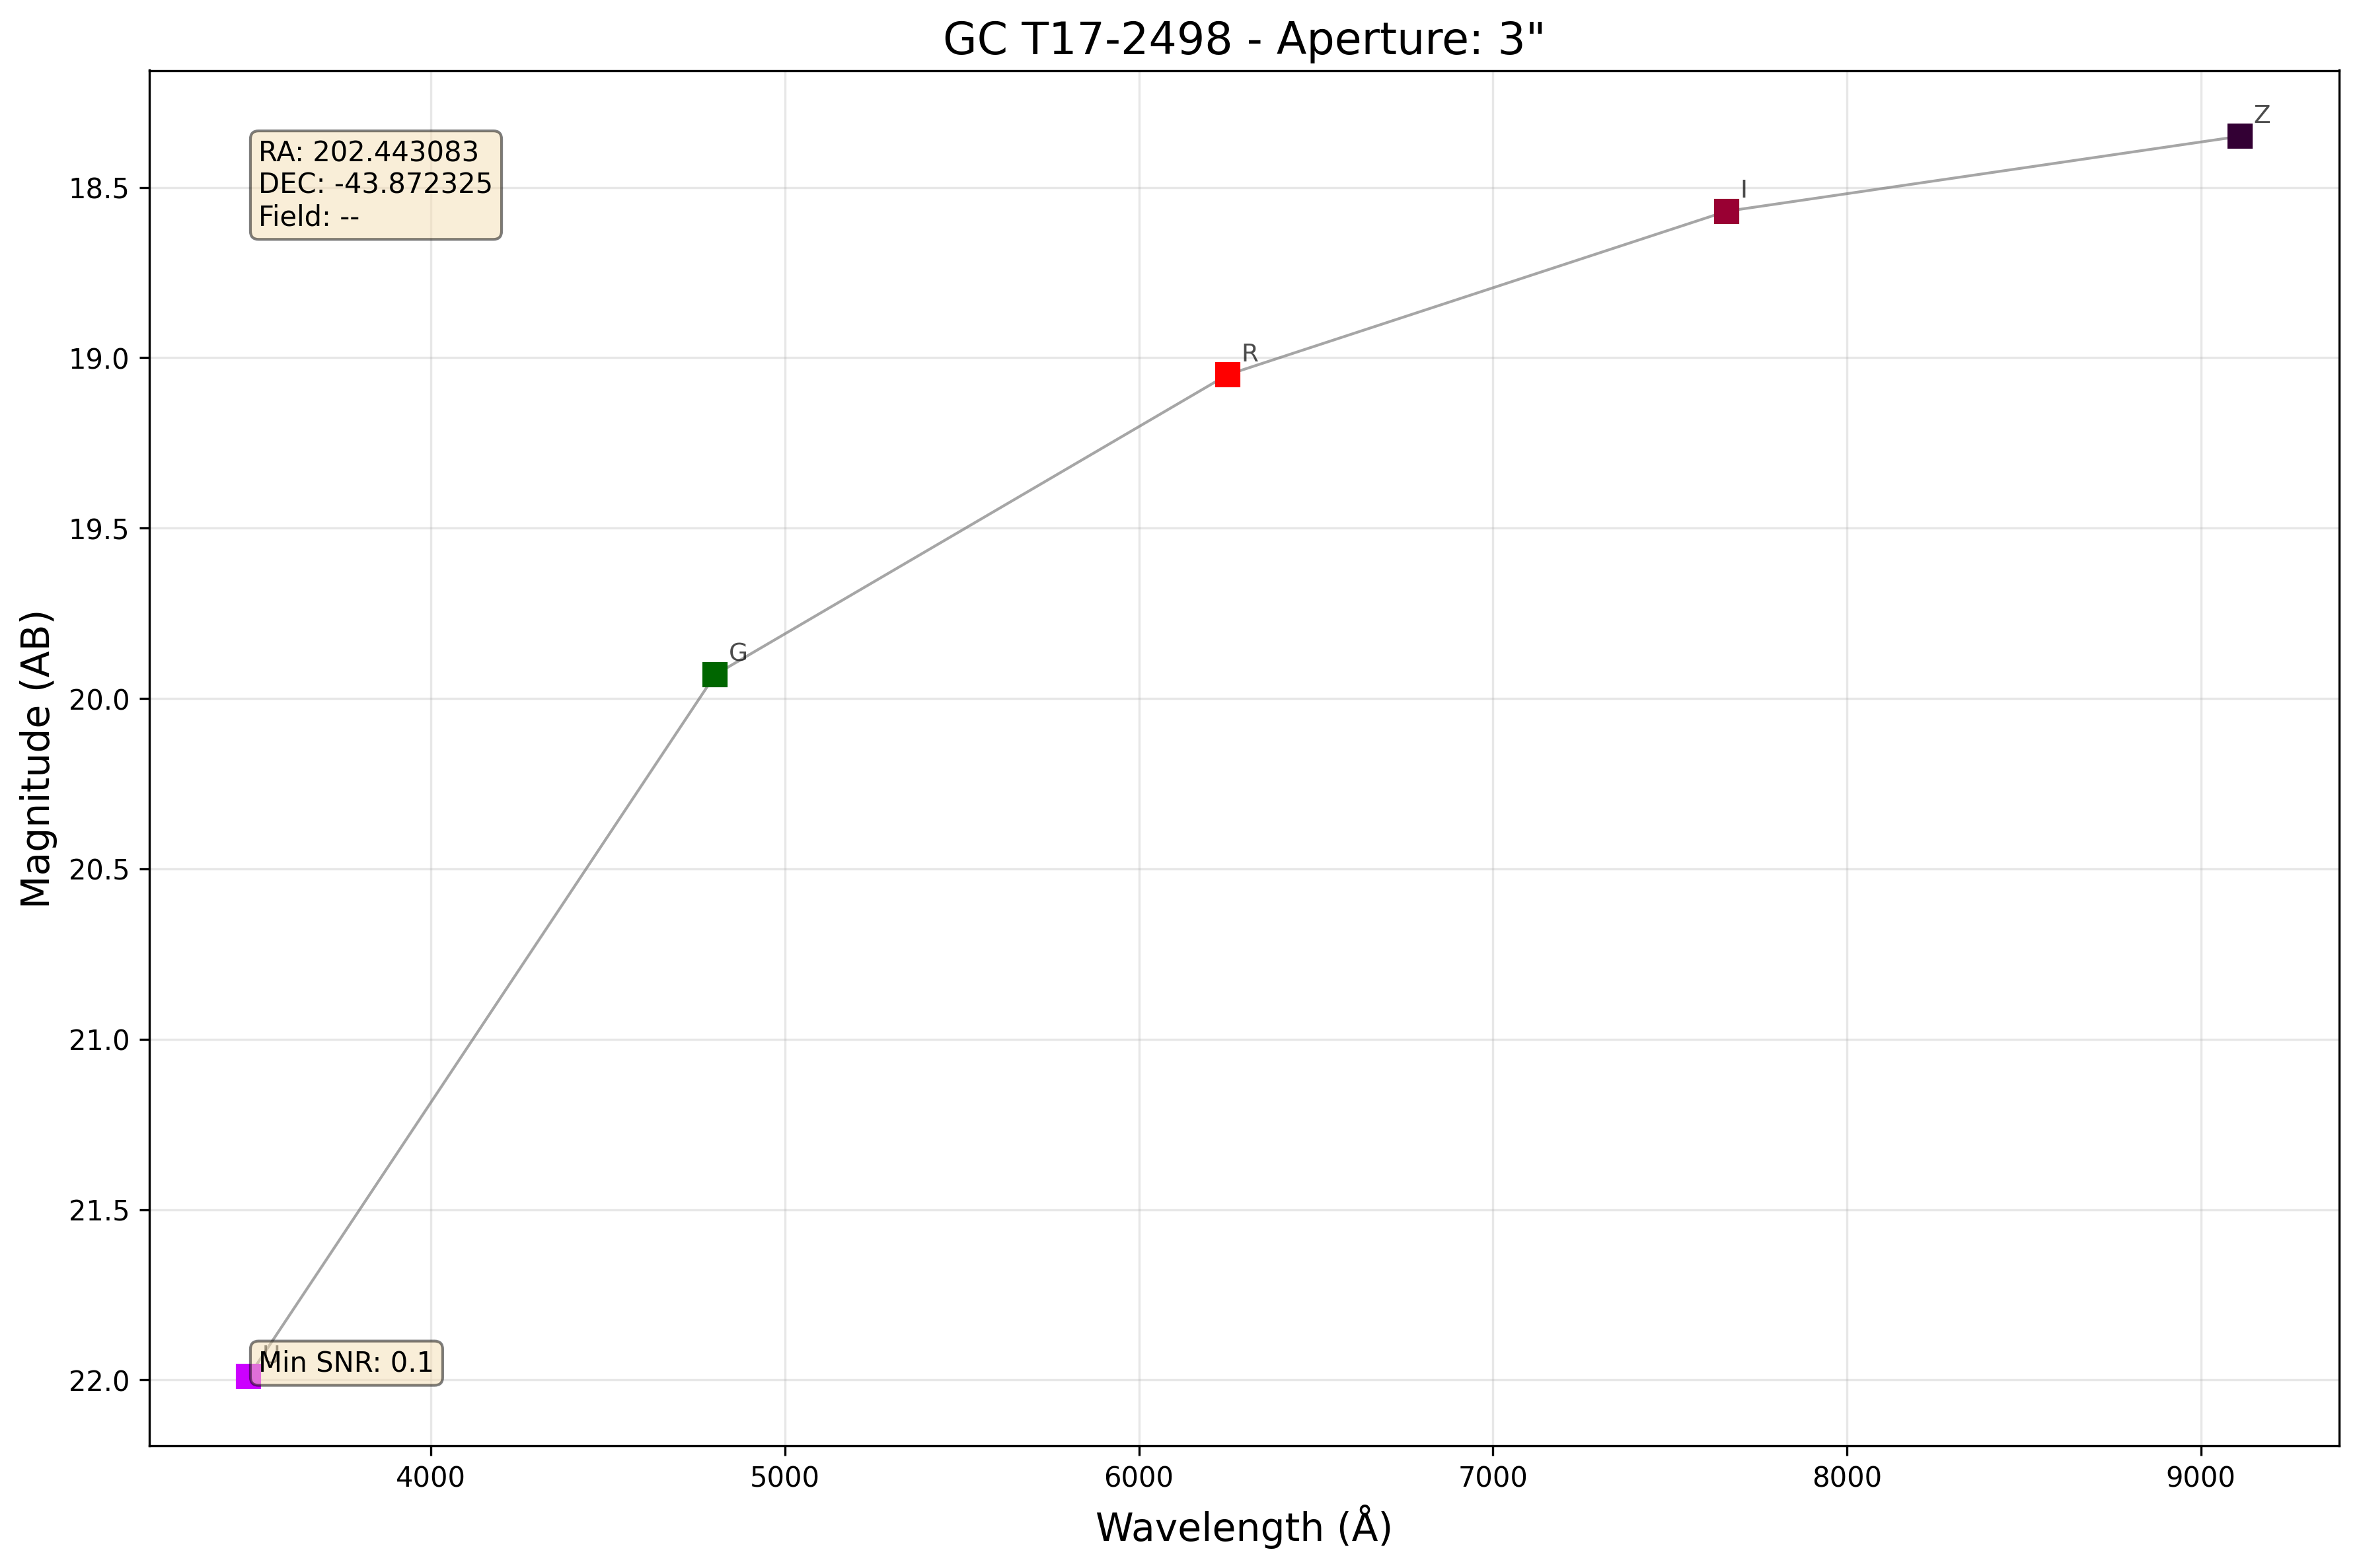 GC T17-2498 - Aperture: 3"
RA: 202.443083
DEC: -43.872325
Field: --
Z
I
R
G
Min SNR: 0.1
18.5
19.0
19.5
20.0
20.5
21.0
21.5
22.0
Magnitude (AB)
4000
5000
6000
7000
8000
9000
Wavelength (Å)